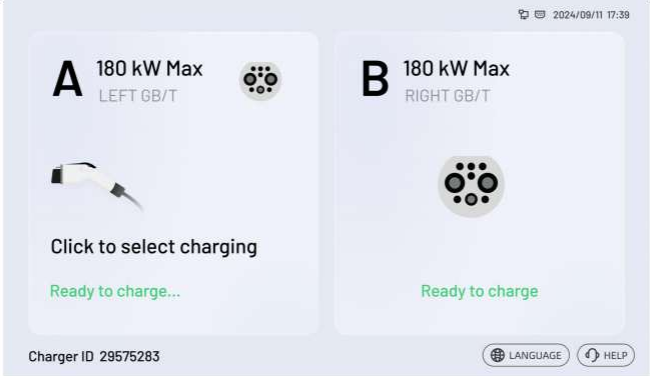 2024/09/11 17:39
A
180 kW Max
LEFT GB/T
Click to select charging
Ready to charge...
B
180 kW Max
RIGHT GB/T
Ready to charge
Charger ID 29575283
LANGUAGE
HELP